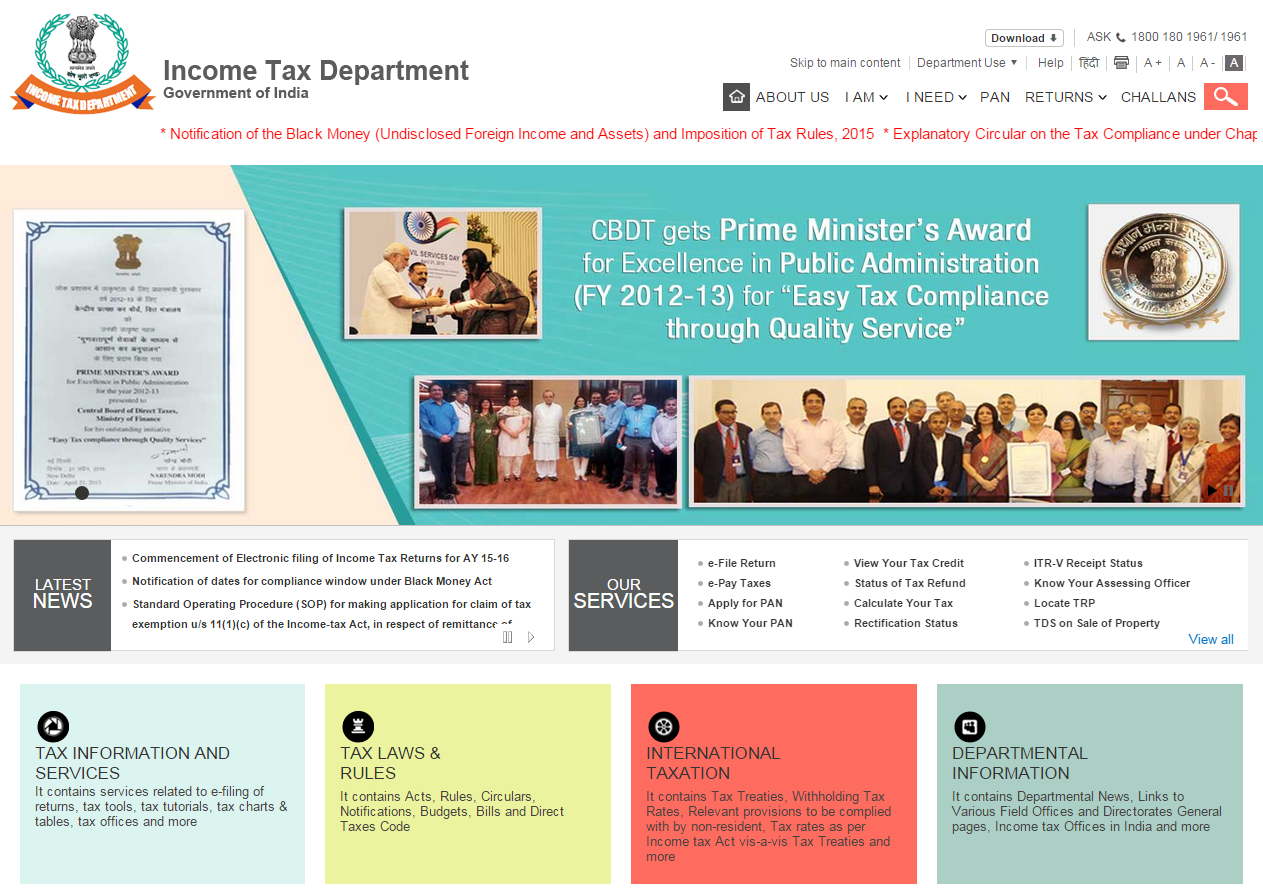 INCOME TAX DEPARTMENT
Income Tax Department
Government of India
Download
ASK 1800 180 1961/ 1961
Skip to main content
Department Use
Help
हिंदी
A +
A
A -
A
ABOUT US
I AM
I NEED
PAN
RETURNS
CHALLANS
* Notification of the Black Money (Undisclosed Foreign Income and Assets) and Imposition of Tax Rules, 2015 * Explanatory Circular on the Tax Compliance under Chap
PRIME MINISTER'S AWARD
for Excellence in Public Administration
for the year 2012-13
presented to
Central Board of Direct Taxes,
Ministry of Finance
for his outstanding initiative
"Easy Tax compliance through Quality Services"
New Delhi
NARENDRA MODI
Date : April 21, 2015
Prime Minister of India
VIL SERVICES DAY
April 21, 2015
CBDT gets Prime Minister's Award
for Excellence in Public Administration
(FY 2012-13) for “Easy Tax Compliance
through Quality Service”
Prime Minister's Award
LATEST
NEWS
Commencement of Electronic filing of Income Tax Returns for AY 15-16
Notification of dates for compliance window under Black Money Act
Standard Operating Procedure (SOP) for making application for claim of tax
exemption u/s 11(1)(c) of the Income-tax Act, in respect of remittance of
OUR
SERVICES
e-File Return
e-Pay Taxes
Apply for PAN
Know Your PAN
View Your Tax Credit
Status of Tax Refund
Calculate Your Tax
Rectification Status
ITR-V Receipt Status
Know Your Assessing Officer
Locate TRP
TDS on Sale of Property
View all
TAX INFORMATION AND
SERVICES
It contains services related to e-filing of
returns, tax tools, tax tutorials, tax charts &
tables, tax offices and more
TAX LAWS &
RULES
It contains Acts, Rules, Circulars,
Notifications, Budgets, Bills and Direct
Taxes Code
INTERNATIONAL
TAXATION
It contains Tax Treaties, Withholding Tax
Rates, Relevant provisions to be complied
with by non-resident, Tax rates as per
Income tax Act vis-a-vis Tax Treaties and
more
DEPARTMENTAL
INFORMATION
It contains Departmental News, Links to
Various Field Offices and Directorates General
pages, Income tax Offices in India and more